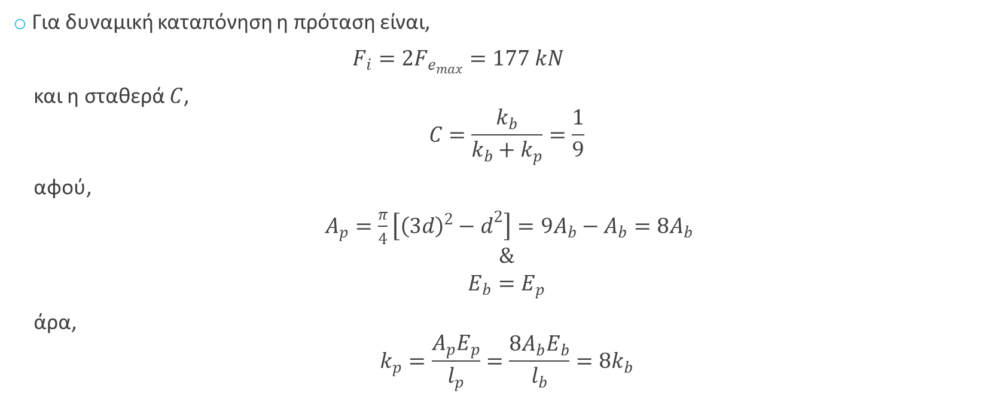 ○ Για δυναμική καταπόνηση η πρόταση είναι,
$F_i = 2F_{e_{max}} = 177\ kN$
και η σταθερά $C$,
$C = \frac{k_b}{k_b + k_p} = \frac{1}{9}$
αφού,
$A_p = \frac{\pi}{4}\left[(3d)^2 - d^2\right] = 9A_b - A_b = 8A_b$
&
$E_b = E_p$
άρα,
$k_p = \frac{A_p E_p}{l_p} = \frac{8A_b E_b}{l_b} = 8k_b$